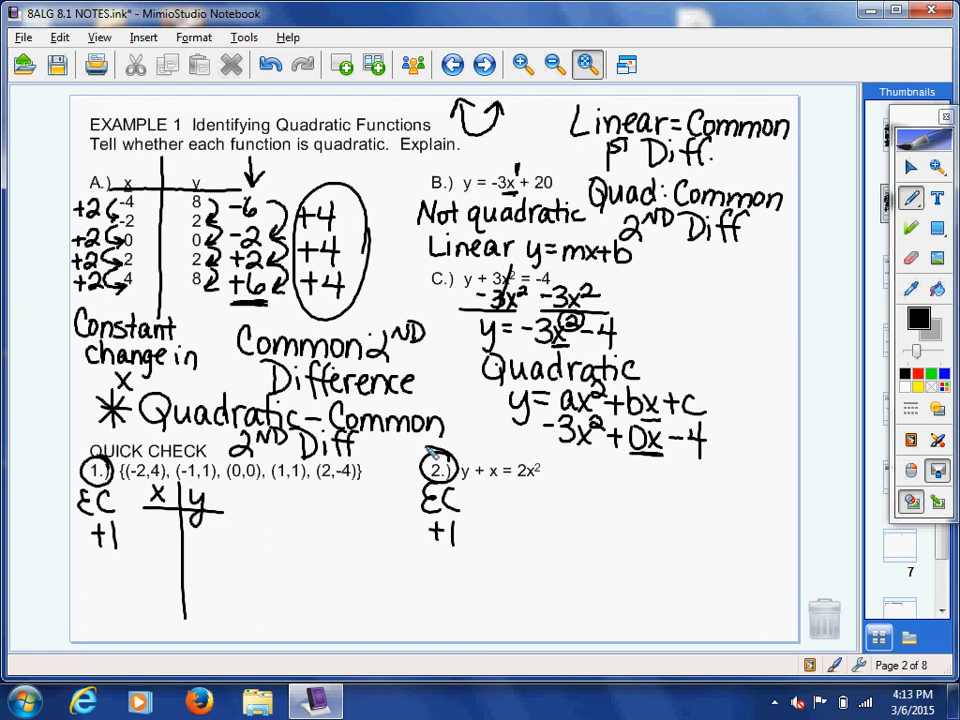 8ALG 8.1 NOTES.ink* - MimioStudio Notebook
File Edit View Insert Format Tools Help
Thumbnails
EXAMPLE 1 Identifying Quadratic Functions
Tell whether each function is quadratic. Explain.
Linear = Common
1st Diff.
Quad: Common
2ND Diff
A.) x y
-4 8
-2 2
0 0
2 2
4 8
+2
+2
+2
+2
-6
-2
+2
+6
+4
+4
+4
Constant
change in
x
Common 2ND
Difference
* Quadratic - Common
2ND Diff
B.) y = -3x¹ + 20
Not quadratic
Linear y=mx+b
C.) y + 3x² = -4
-3x² -3x²
y = -3x² - 4
Quadratic
y = ax² + bx + c
-3x² + 0x - 4
QUICK CHECK
1.) {(-2,4), (-1,1), (0,0), (1,1), (2,-4)}
EC
+1
x y
2.) y + x = 2x²
EC
+1
7
Page 2 of 8
4:13 PM
3/6/2015